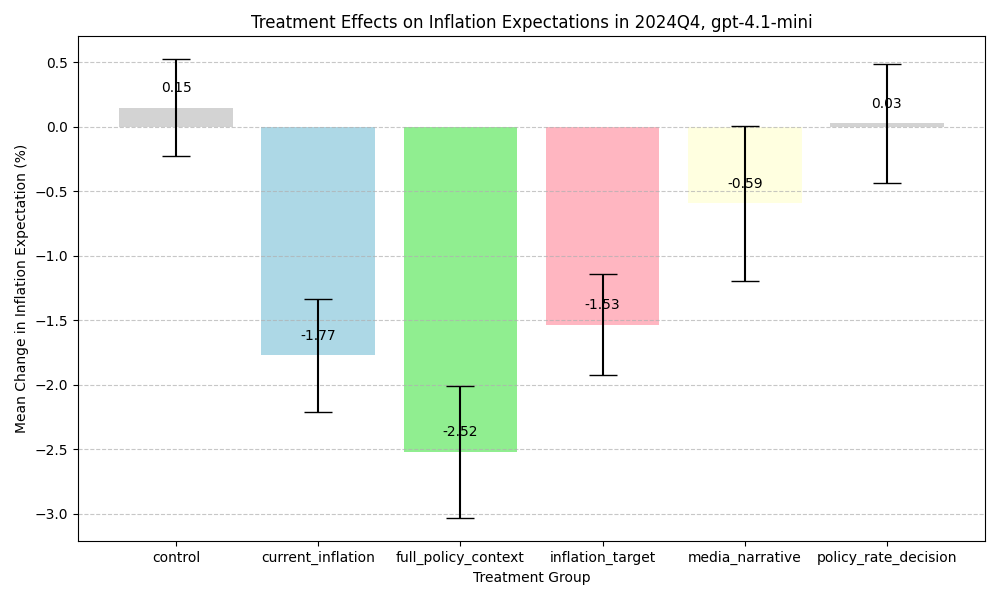 Treatment Effects on Inflation Expectations in 2024Q4, gpt-4.1-mini
Mean Change in Inflation Expectation (%)
0.5
0.0
−0.5
−1.0
−1.5
−2.0
−2.5
−3.0
0.15
-1.77
-2.52
-1.53
-0.59
0.03
control
current_inflation
full_policy_context
inflation_target
media_narrative
policy_rate_decision
Treatment Group